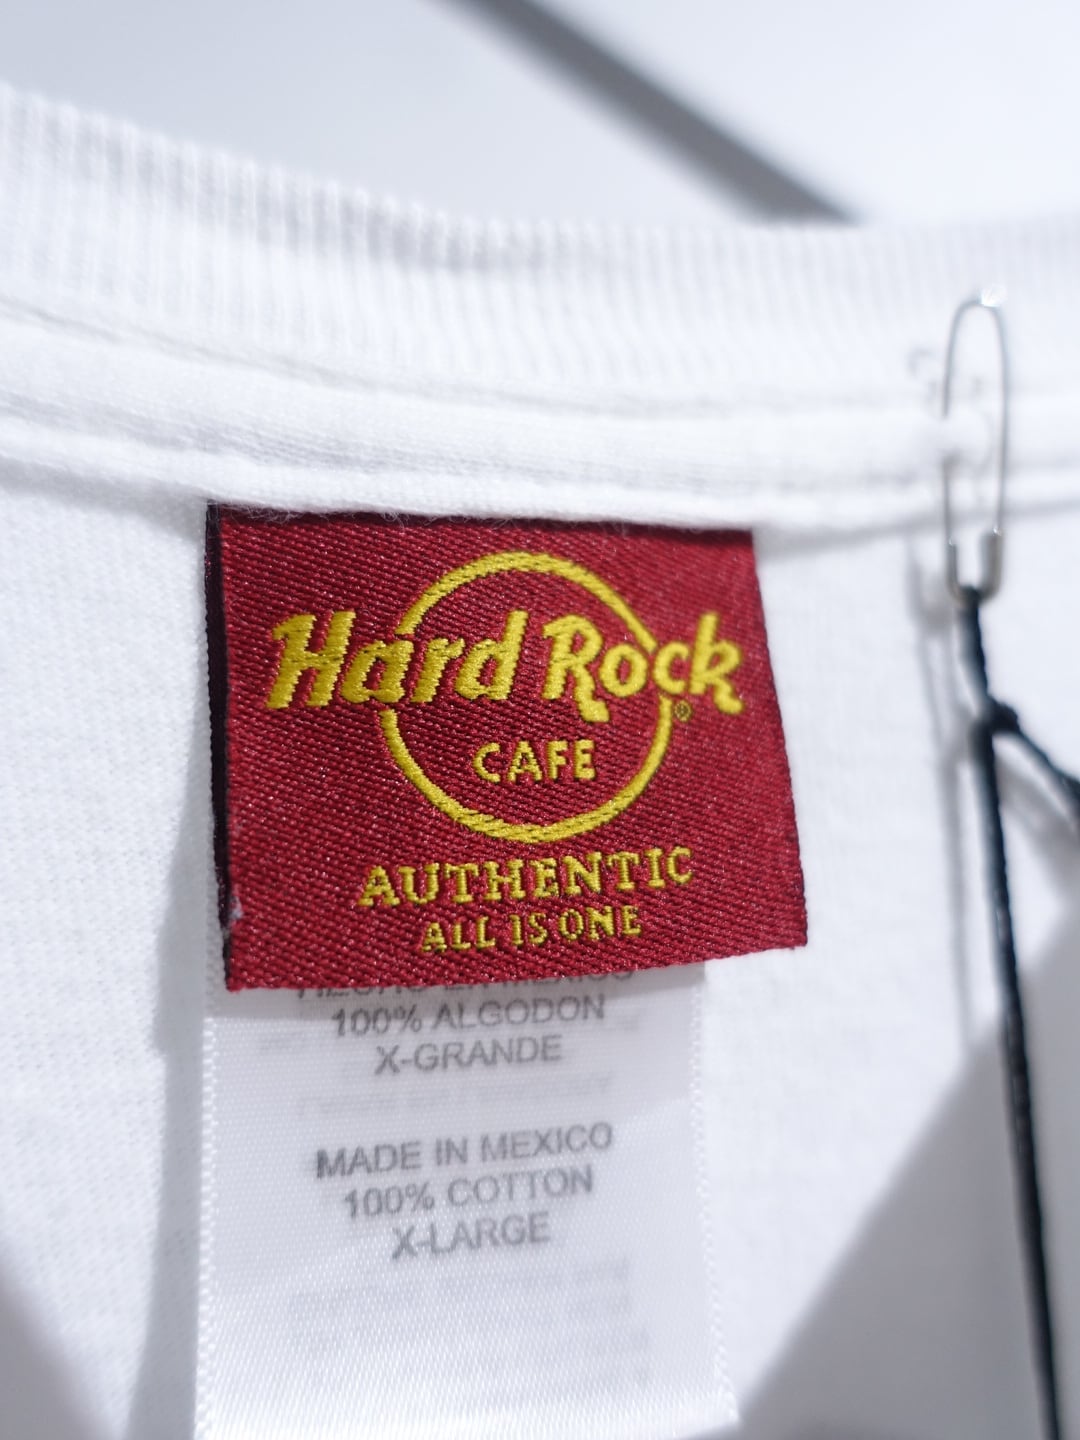 Hard Rock
®
CAFE
AUTHENTIC
ALL IS ONE
100% ALGODON
X-GRANDE
MADE IN MEXICO
100% COTTON
X-LARGE